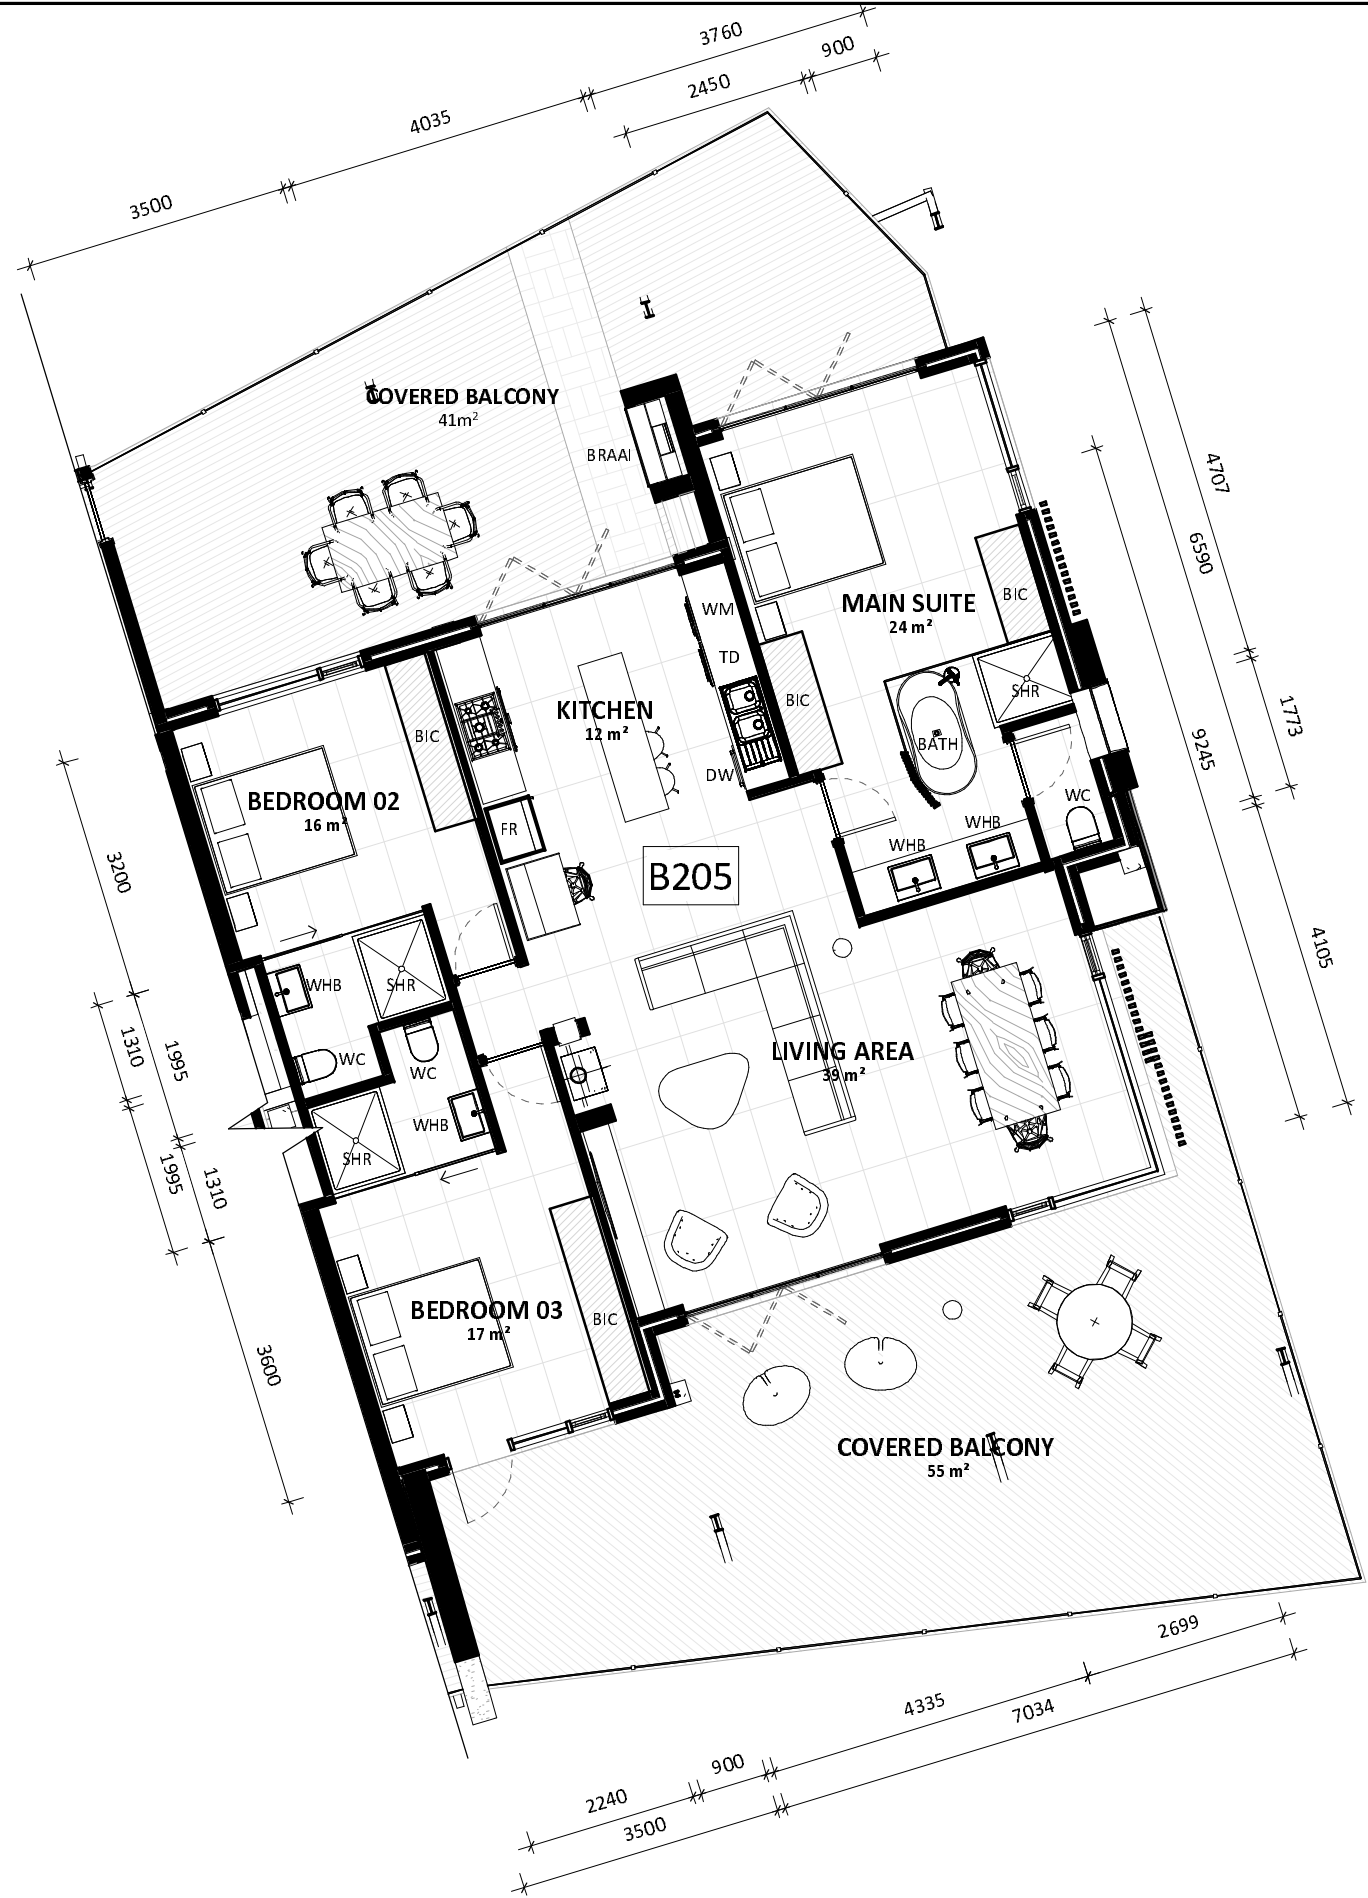 3760
900
2450
4035
3500
COVERED BALCONY
41m²
BRAAI
4707
6590
9245
1773
4105
WM
TD
DW
MAIN SUITE
24 m²
BIC
BIC
SHR
BATH
WC
WHB
WHB
KITCHEN
12 m²
BIC
BEDROOM 02
16 m²
FR
B205
3200
1310
1995
1995
1310
3600
WHB
SHR
WC
WC
WHB
SHR
LIVING AREA
39 m²
BEDROOM 03
17 m²
BIC
COVERED BALCONY
55 m²
2699
4335
7034
900
2240
3500